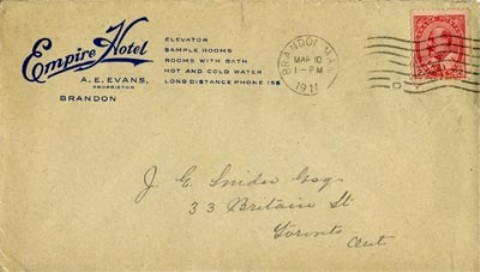 Empire Hotel
A. E. EVANS,
PROPRIETOR
BRANDON
ELEVATOR
SAMPLE ROOMS
ROOMS WITH BATH
HOT AND COLD WATER
LONG DISTANCE PHONE 156
BRANDON MAN
MAR 10
1-PM
1911
J. E. Snider Esq.
33 Britain St
Toronto
Ont.